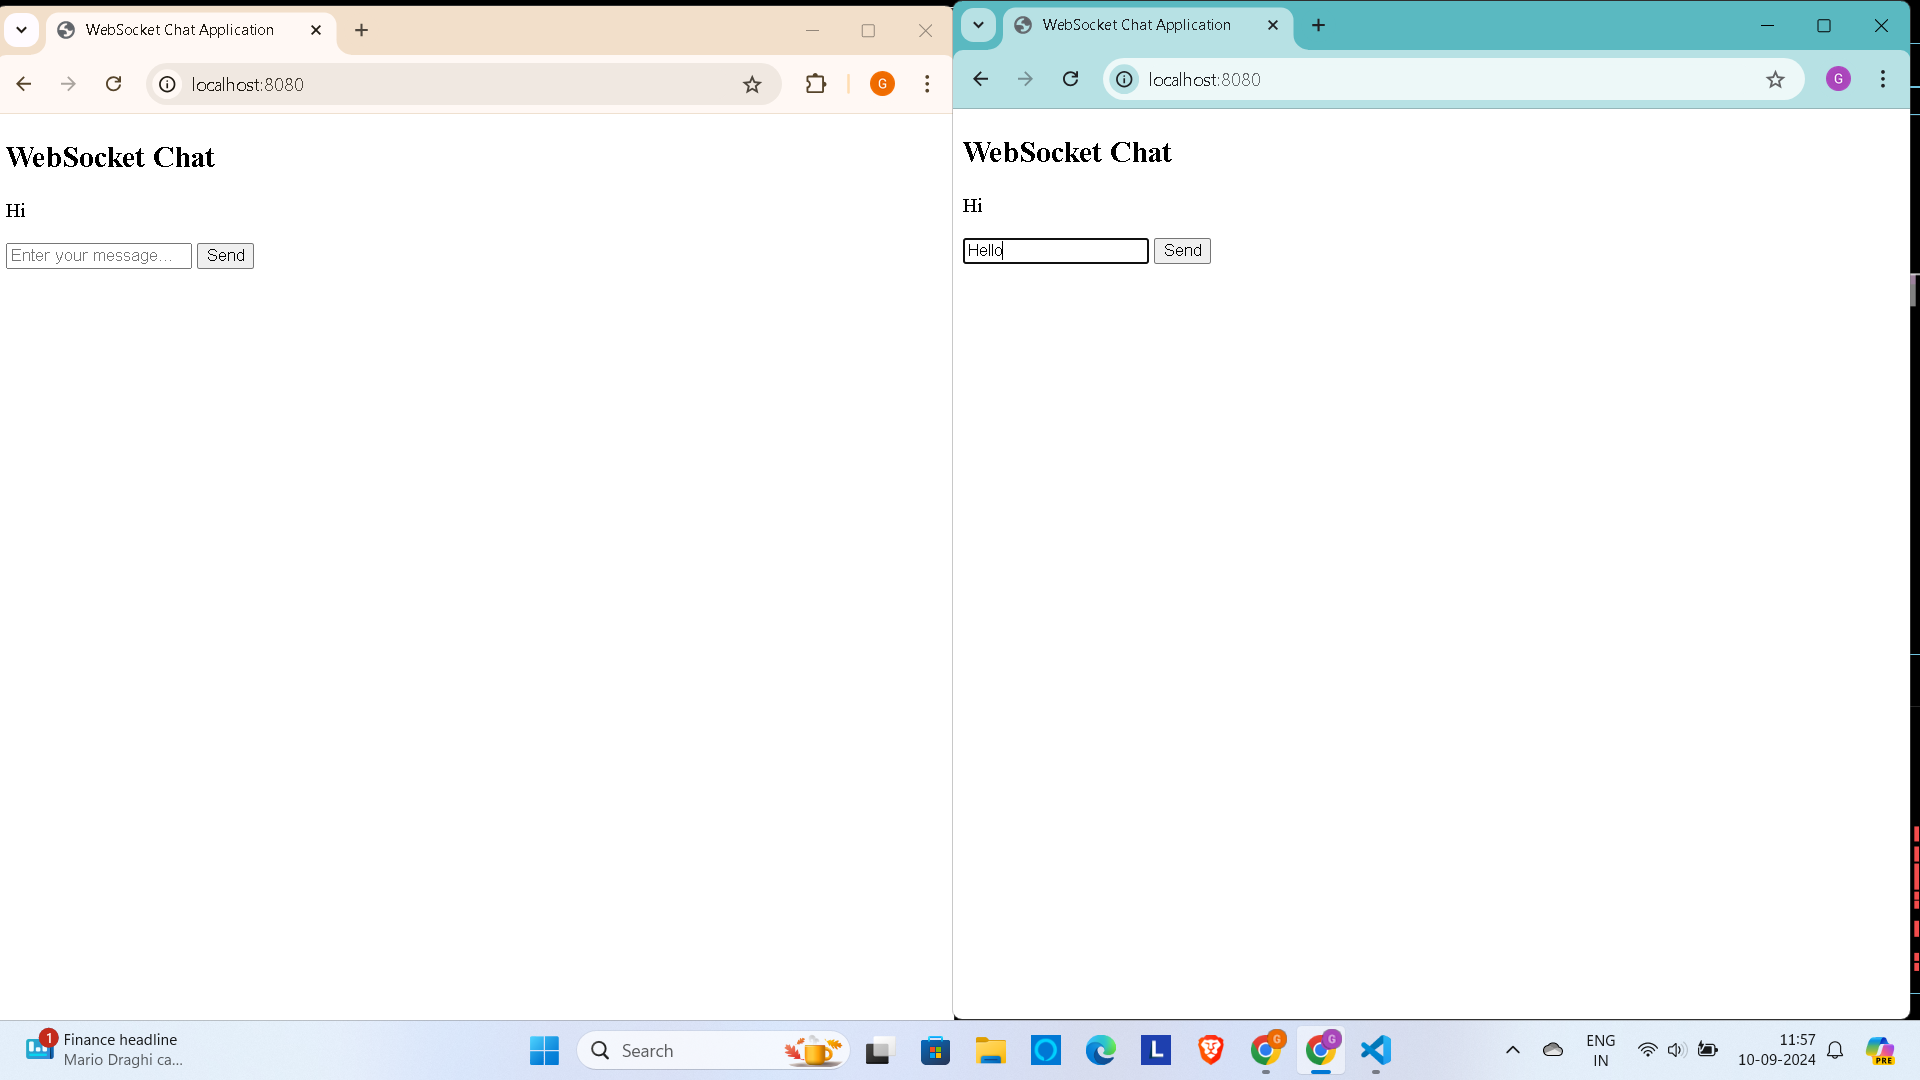 WebSocket Chat Application
localhost:8080
G
WebSocket Chat
Hi
Enter your message...
Send
WebSocket Chat Application
localhost:8080
G
WebSocket Chat
Hi
Hello
Send
1
Finance headline
Mario Draghi ca...
Search
L
G
G
ENG
IN
11:57
10-09-2024
PRE